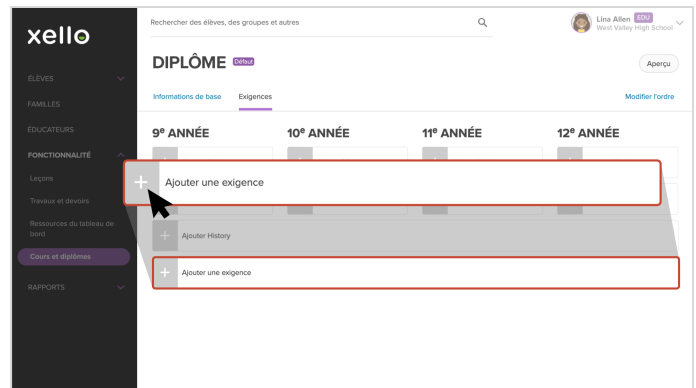 xello
Rechercher des élèves, des groupes et autres
Lina Allen EDU
West Valley High School
ÉLÈVES
FAMILLES
ÉDUCATEURS
FONCTIONNALITÉ
Leçons
Travaux et devoirs
Ressources du tableau de
bord
Cours et diplômes
RAPPORTS
DIPLÔME Défaut
Aperçu
Informations de base Exigences
Modifier l'ordre
9e ANNÉE 10e ANNÉE 11e ANNÉE 12e ANNÉE
+ Ajouter une exigence
+ Ajouter History
+ Ajouter une exigence